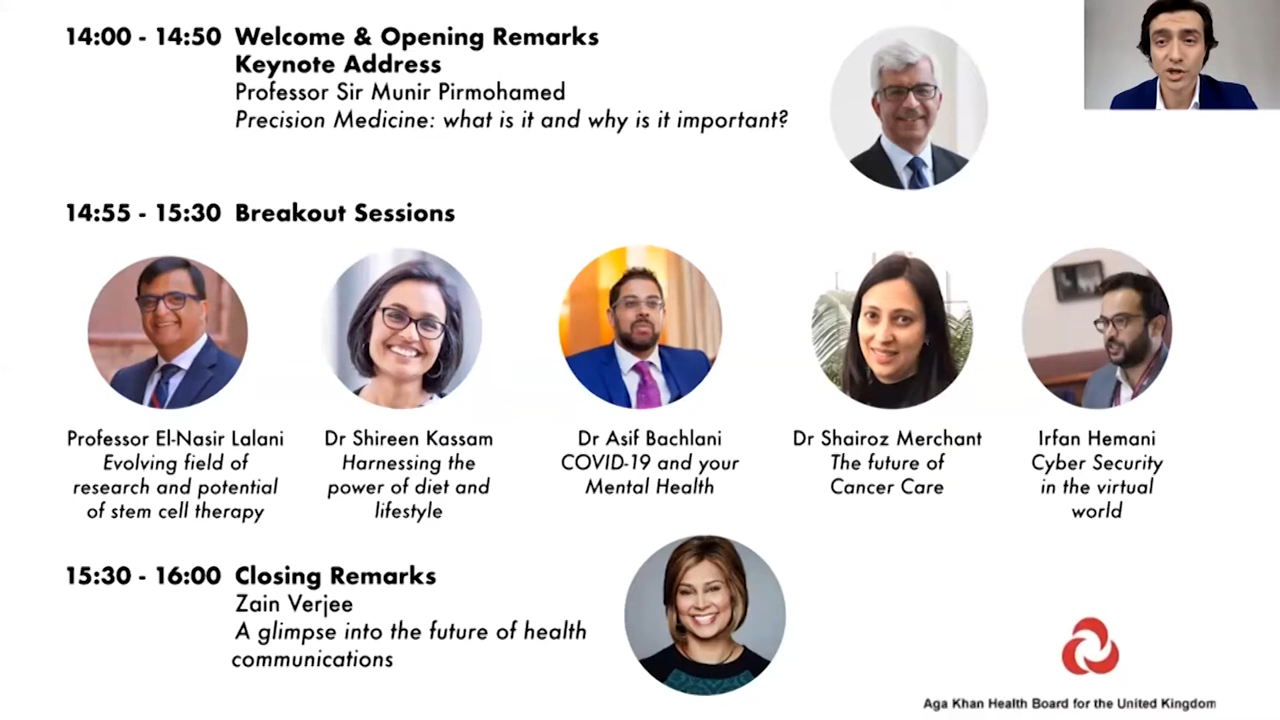 14:00 - 14:50 Welcome & Opening Remarks
Keynote Address
Professor Sir Munir Pirmohamed
Precision Medicine: what is it and why is it important?
14:55 - 15:30 Breakout Sessions
Professor El-Nasir Lalani
Evolving field of
research and potential
of stem cell therapy
Dr Shireen Kassam
Harnessing the
power of diet and
lifestyle
Dr Asif Bachlani
COVID-19 and your
Mental Health
Dr Shairoz Merchant
The future of
Cancer Care
Irfan Hemani
Cyber Security
in the virtual
world
15:30 - 16:00 Closing Remarks
Zain Verjee
A glimpse into the future of health
communications
Aga Khan Health Board for the United Kingdom